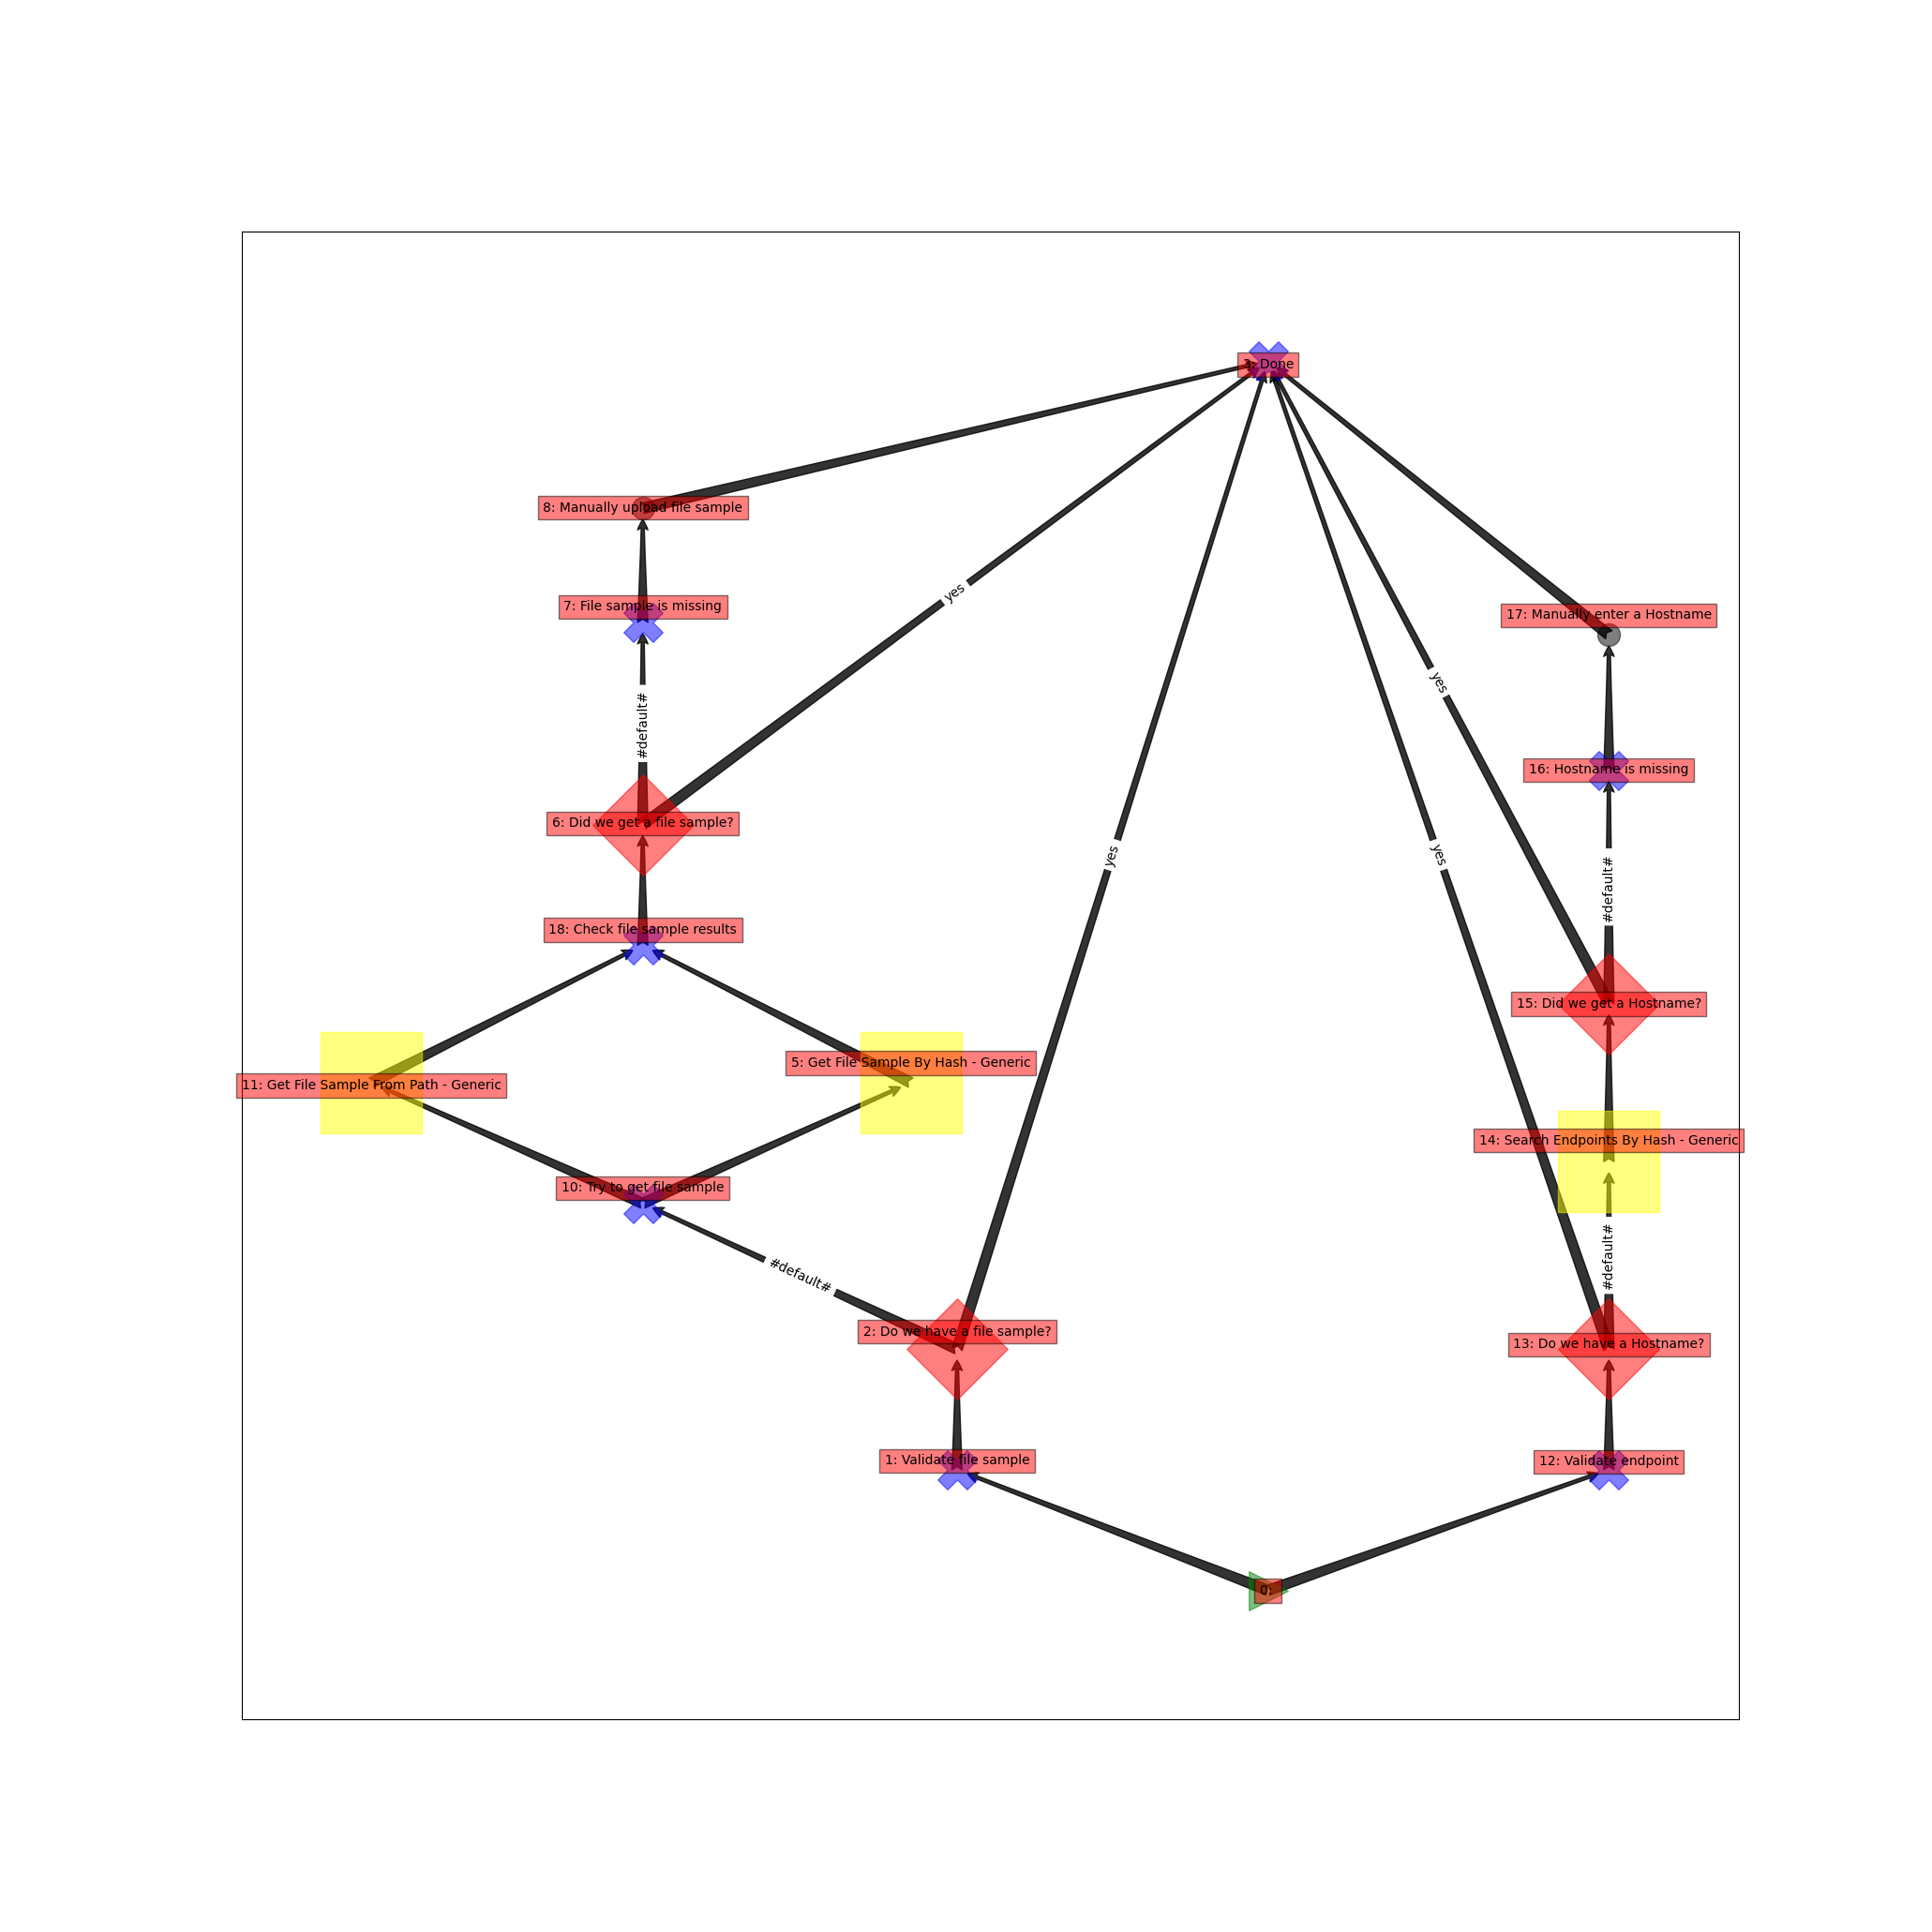 3: Done
8: Manually upload file sample
7: File sample is missing
yes
17: Manually enter a Hostname
yes
#default#
16: Hostname is missing
6: Did we get a file sample?
yes
yes
#default#
18: Check file sample results
15: Did we get a Hostname?
5: Get File Sample By Hash - Generic
11: Get File Sample From Path - Generic
14: Search Endpoints By Hash - Generic
10: Try to get file sample
#default#
#default#
2: Do we have a file sample?
13: Do we have a Hostname?
1: Validate file sample
12: Validate endpoint
0: